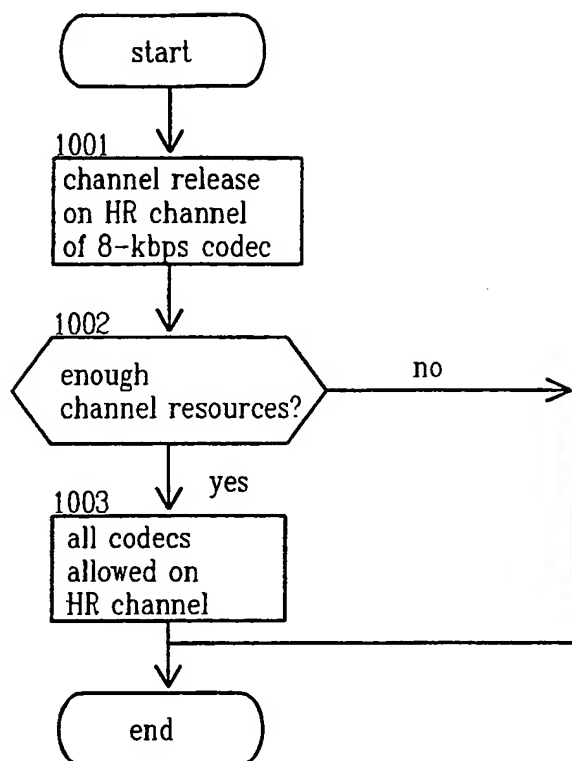 start
1001
channel release
on HR channel
of 8-kbps codec
1002
enough
channel resources?
no
yes
1003
all codecs
allowed on
HR channel
end